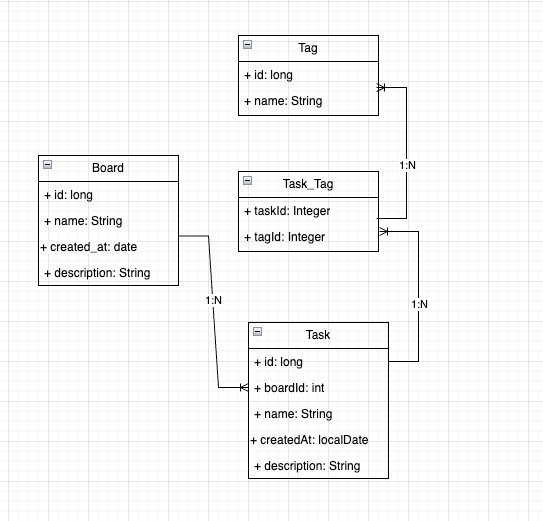 Tag
+ id: long
+ name: String
1:N
Board
+ id: long
+ name: String
+ created_at: date
+ description: String
Task_Tag
+ taskId: Integer
+ tagId: Integer
1:N
1:N
Task
+ id: long
+ boardId: int
+ name: String
+ createdAt: localDate
+ description: String